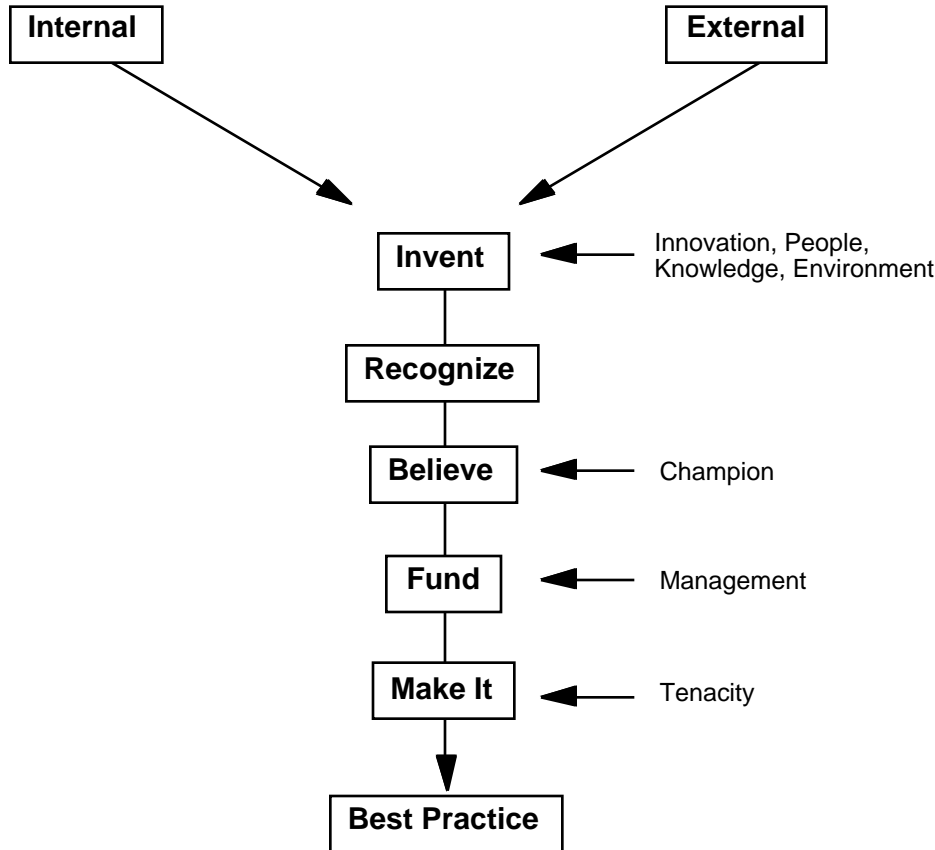 Internal
External
Invent
Innovation, People,
Knowledge, Environment
Recognize
Believe
Champion
Fund
Management
Make It
Tenacity
Best Practice